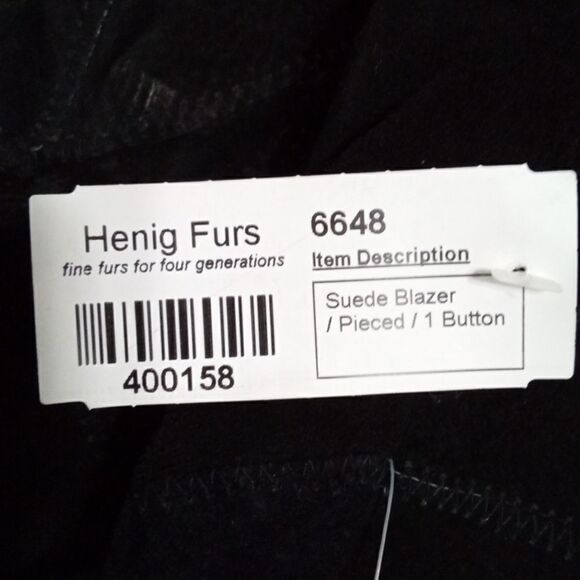 Henig Furs
fine furs for four generations
400158
6648
Item Description
Suede Blazer
/ Pieced / 1 Button